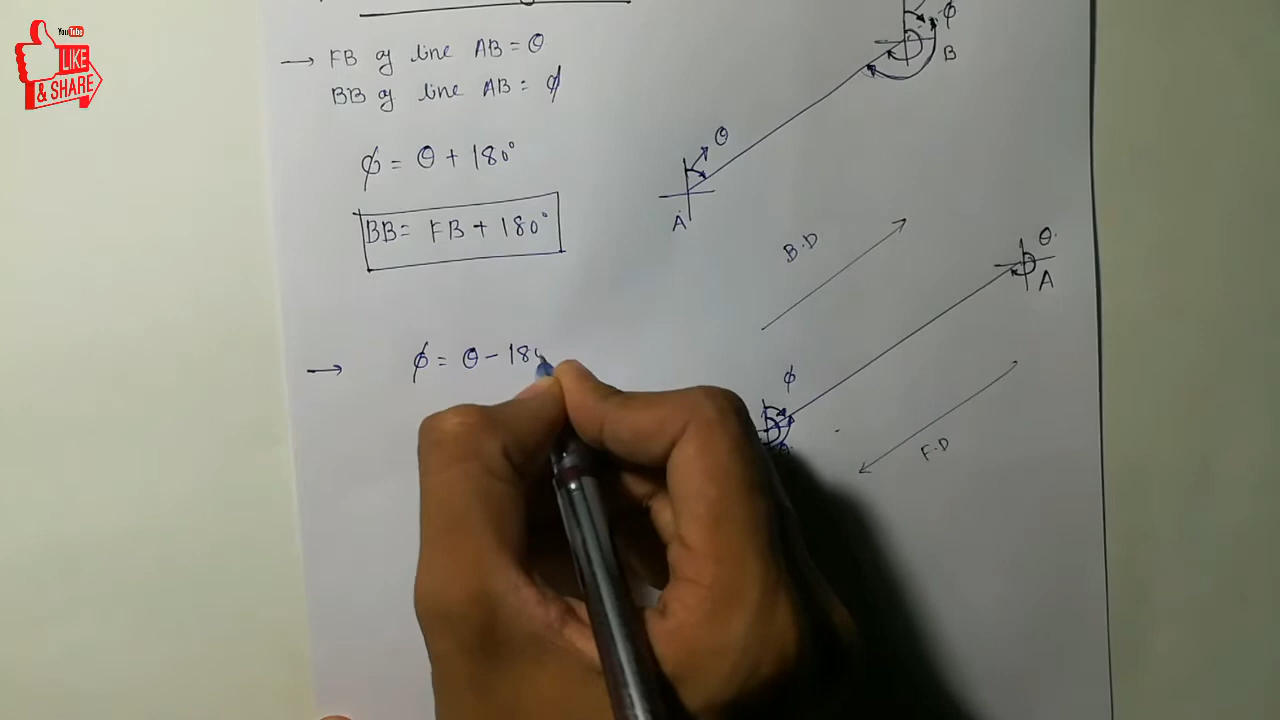 YouTube
LIKE
& SHARE
→ FB of line AB = θ
BB of line AB = ϕ
ϕ = θ + 180°
BB = FB + 180°
→ ϕ = θ - 18
ϕ
B
θ
A
B.D
θ
A
ϕ
F.D